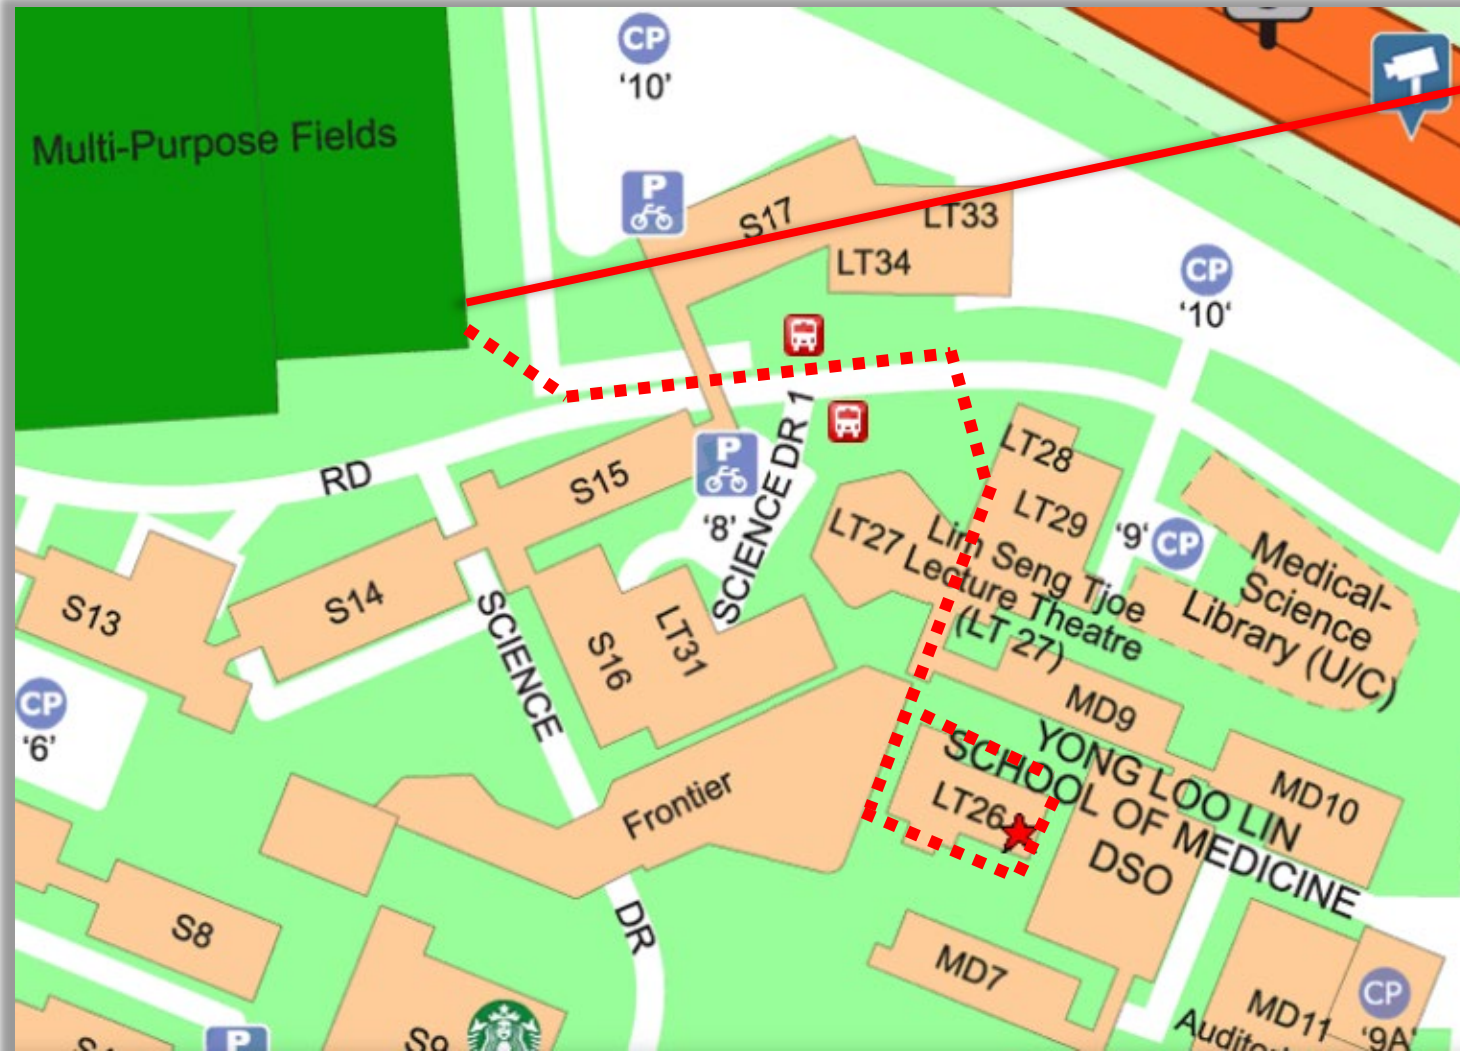 CP
'10'
Multi-Purpose Fields
P
S17
LT33
LT34
CP
'10'
RD
S15
P
'8'
SCIENCE DR 1
LT28
LT29
LT27
Lim Seng Tjoe
Lecture Theatre
(LT 27)
'9'
CP
Medical-
Science
Library (U/C)
S13
S14
SCIENCE
S16
LT31
CP
'6'
MD9
YONG LOO LIN
SCHOOL OF MEDICINE
MD10
LT26
DSO
Frontier
S8
DR
MD7
MD11
CP
'9A'
S9
P